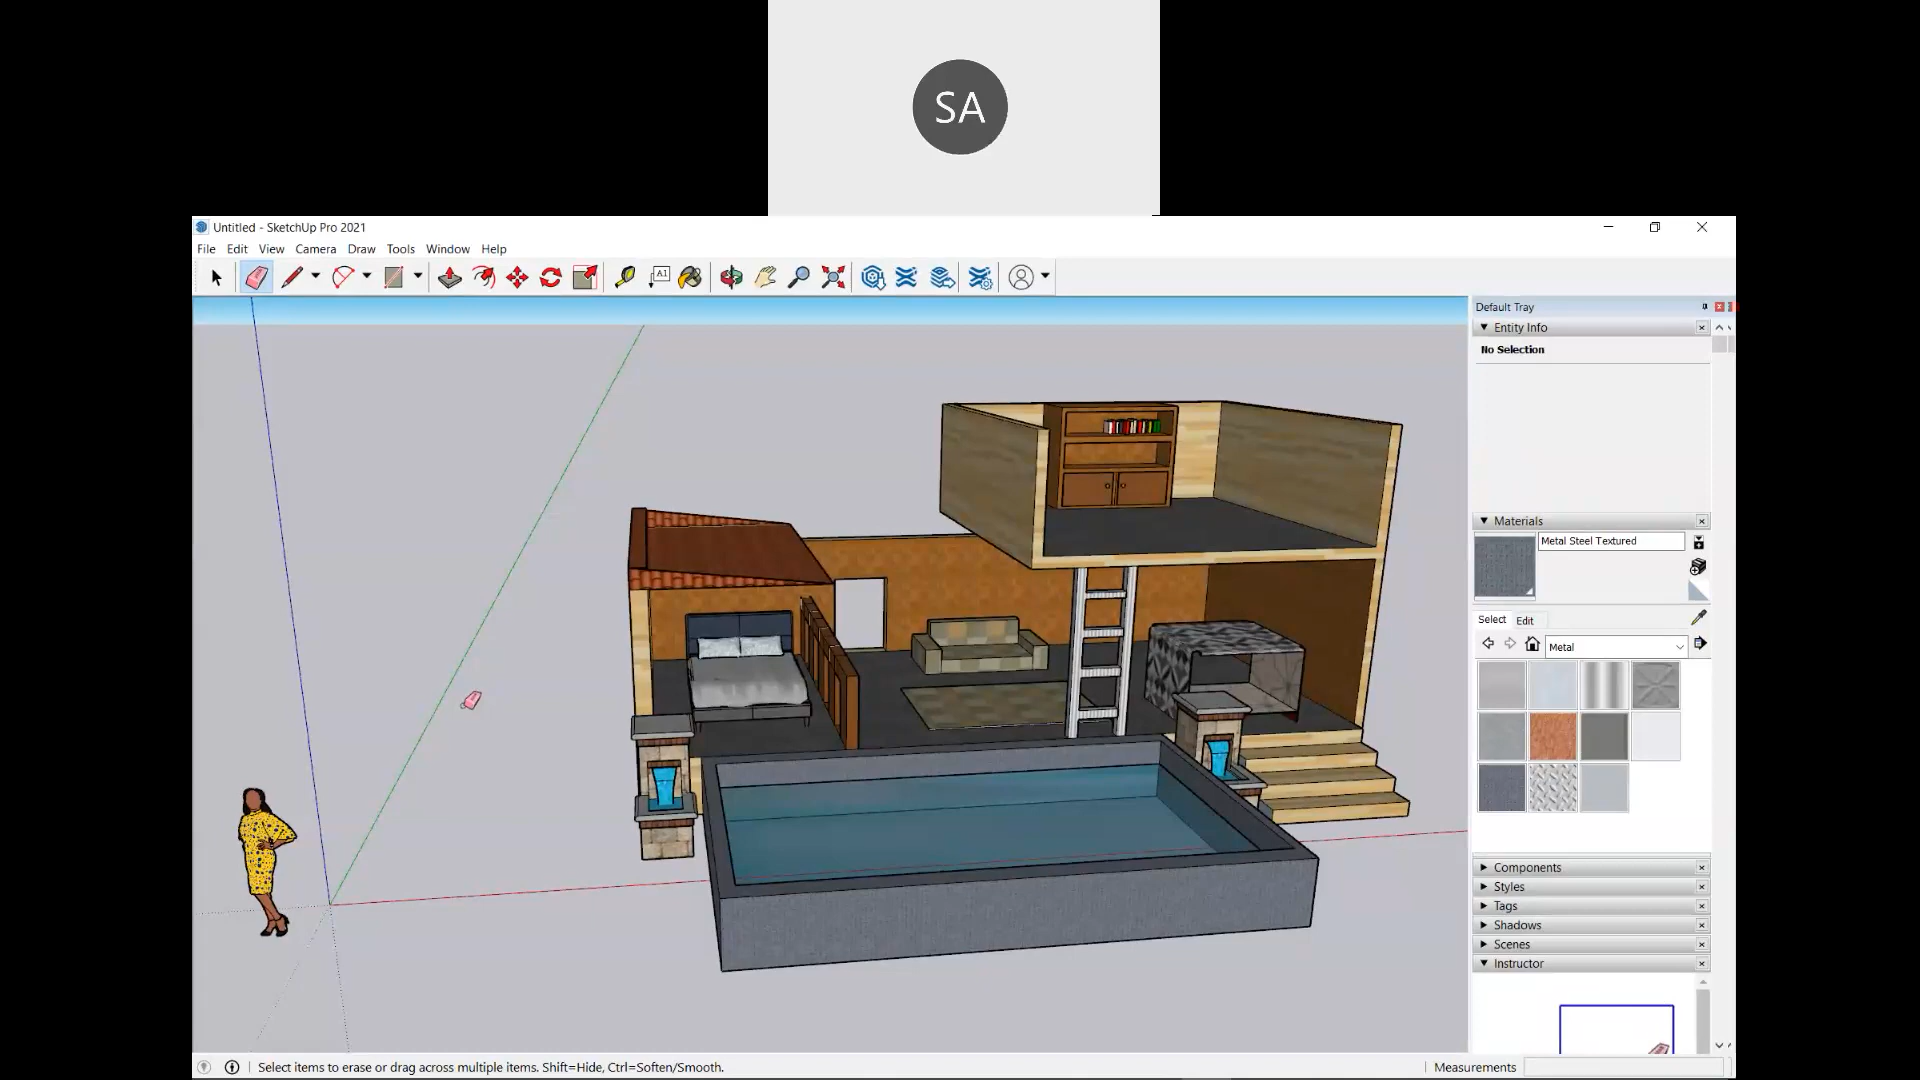 SA
Untitled - SketchUp Pro 2021
File Edit View Camera Draw Tools Window Help
A1
Default Tray
Entity Info
No Selection
Materials
Metal Steel Textured
Select Edit
Metal
Components
Styles
Tags
Shadows
Scenes
Instructor
Select items to erase or drag across multiple items. Shift=Hide, Ctrl=Soften/Smooth.
Measurements